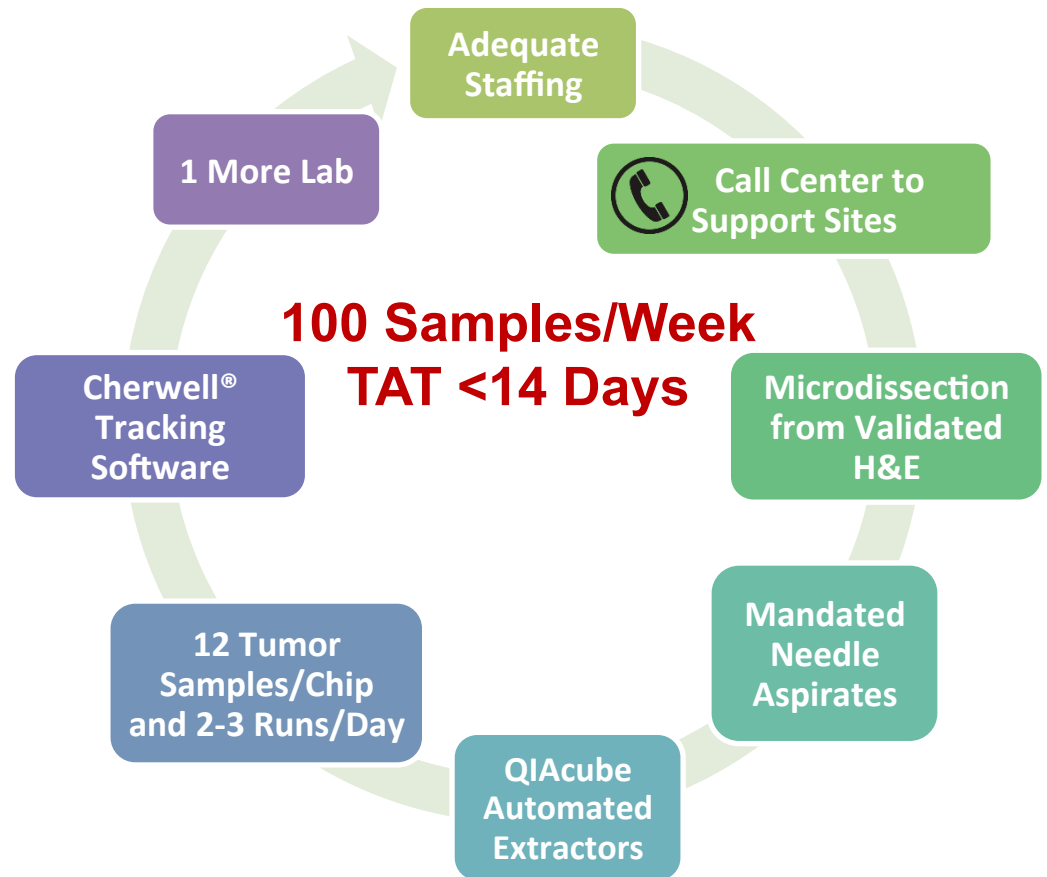 Adequate
Staffing
Call Center to
Support Sites
1 More Lab
100 Samples/Week
TAT <14 Days
Microdissection
from Validated
H&E
Cherwell®
Tracking
Software
Mandated
Needle
Aspirates
12 Tumor
Samples/Chip
and 2-3 Runs/Day
QIAcube
Automated
Extractors